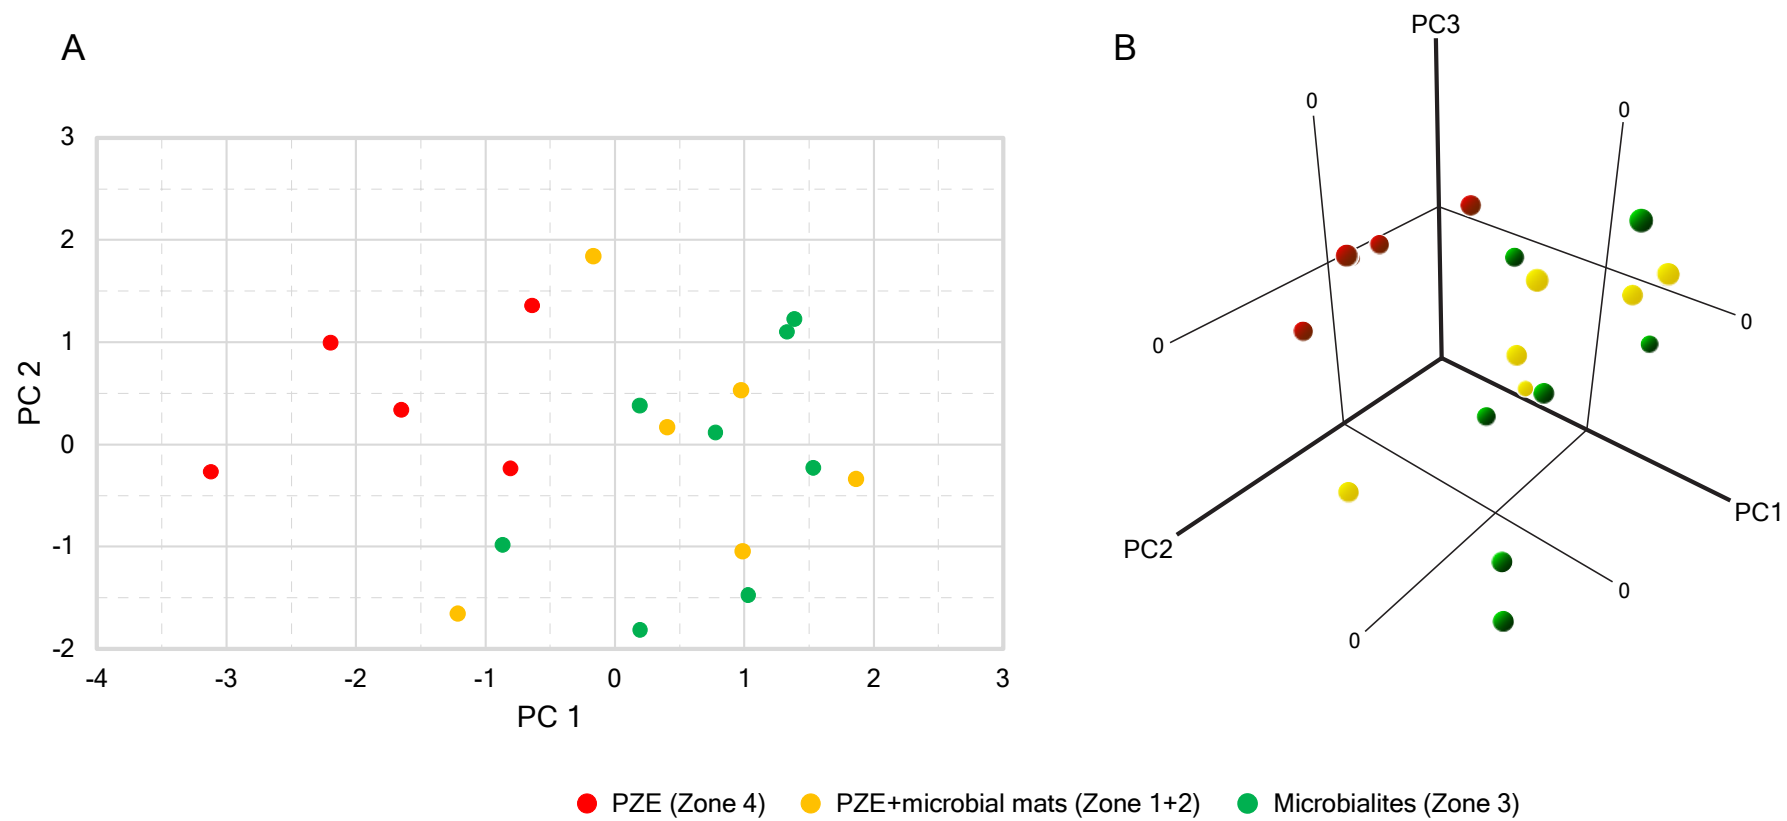 A
3
2
1
0
-1
-2
PC 2
-4 -3 -2 -1 0 1 2 3
PC 1
B
PC3
0
0
0
0
PC1
PC2
0
0
PZE (Zone 4) PZE+microbial mats (Zone 1+2) Microbialites (Zone 3)